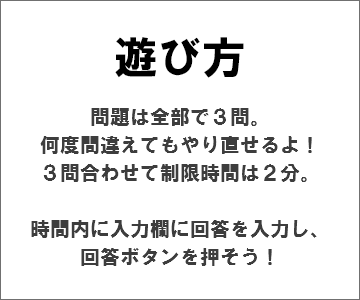 遊び方
問題は全部で３問。
何度間違えてもやり直せるよ！
３問合わせて制限時間は２分。
時間内に入力欄に回答を入力し、
回答ボタンを押そう！